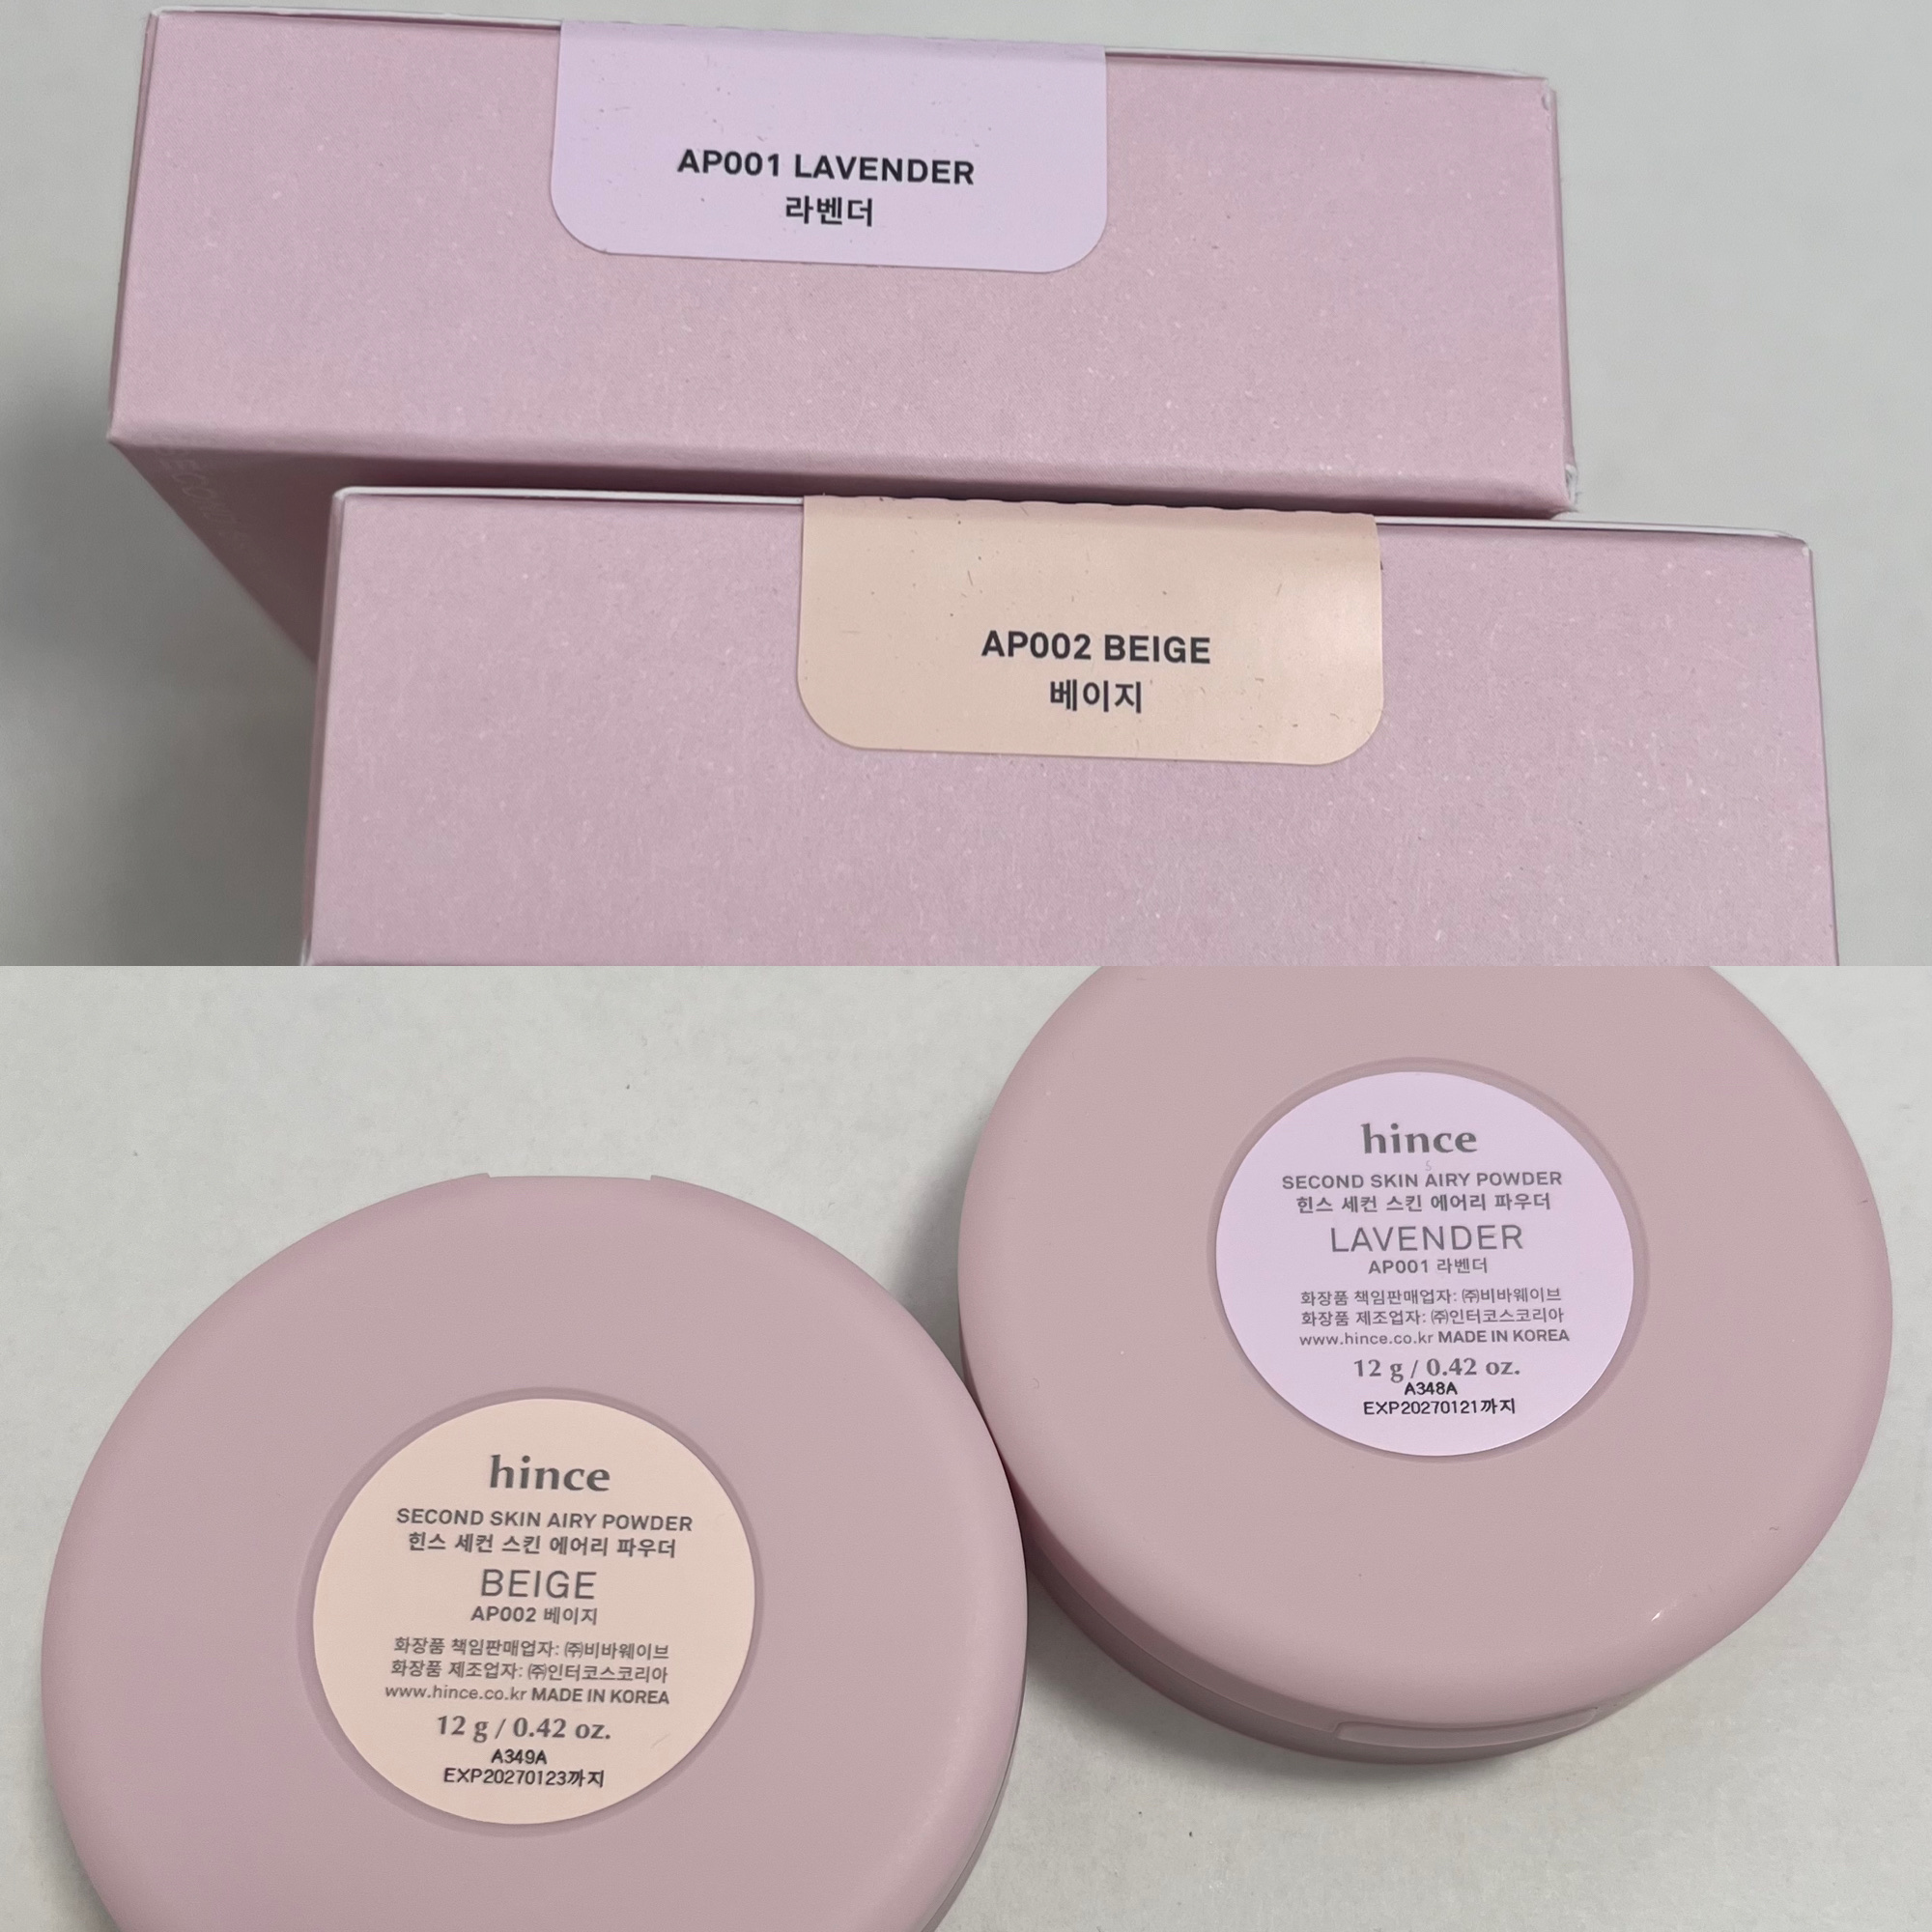 AP001 LAVENDER
라벤더
AP002 BEIGE
베이지
hince
SECOND SKIN AIRY POWDER
힌스 세컨 스킨 에어리 파우더
LAVENDER
AP001 라벤더
화장품 책임판매업자: ㈜비바웨이브
화장품 제조업자: ㈜인터코스코리아
www.hince.co.kr MADE IN KOREA
12 g / 0.42 oz.
A348A
EXP20270121까지
hince
SECOND SKIN AIRY POWDER
힌스 세컨 스킨 에어리 파우더
BEIGE
AP002 베이지
화장품 책임판매업자: ㈜비바웨이브
화장품 제조업자: ㈜인터코스코리아
www.hince.co.kr MADE IN KOREA
12 g / 0.42 oz.
A349A
EXP20270123까지